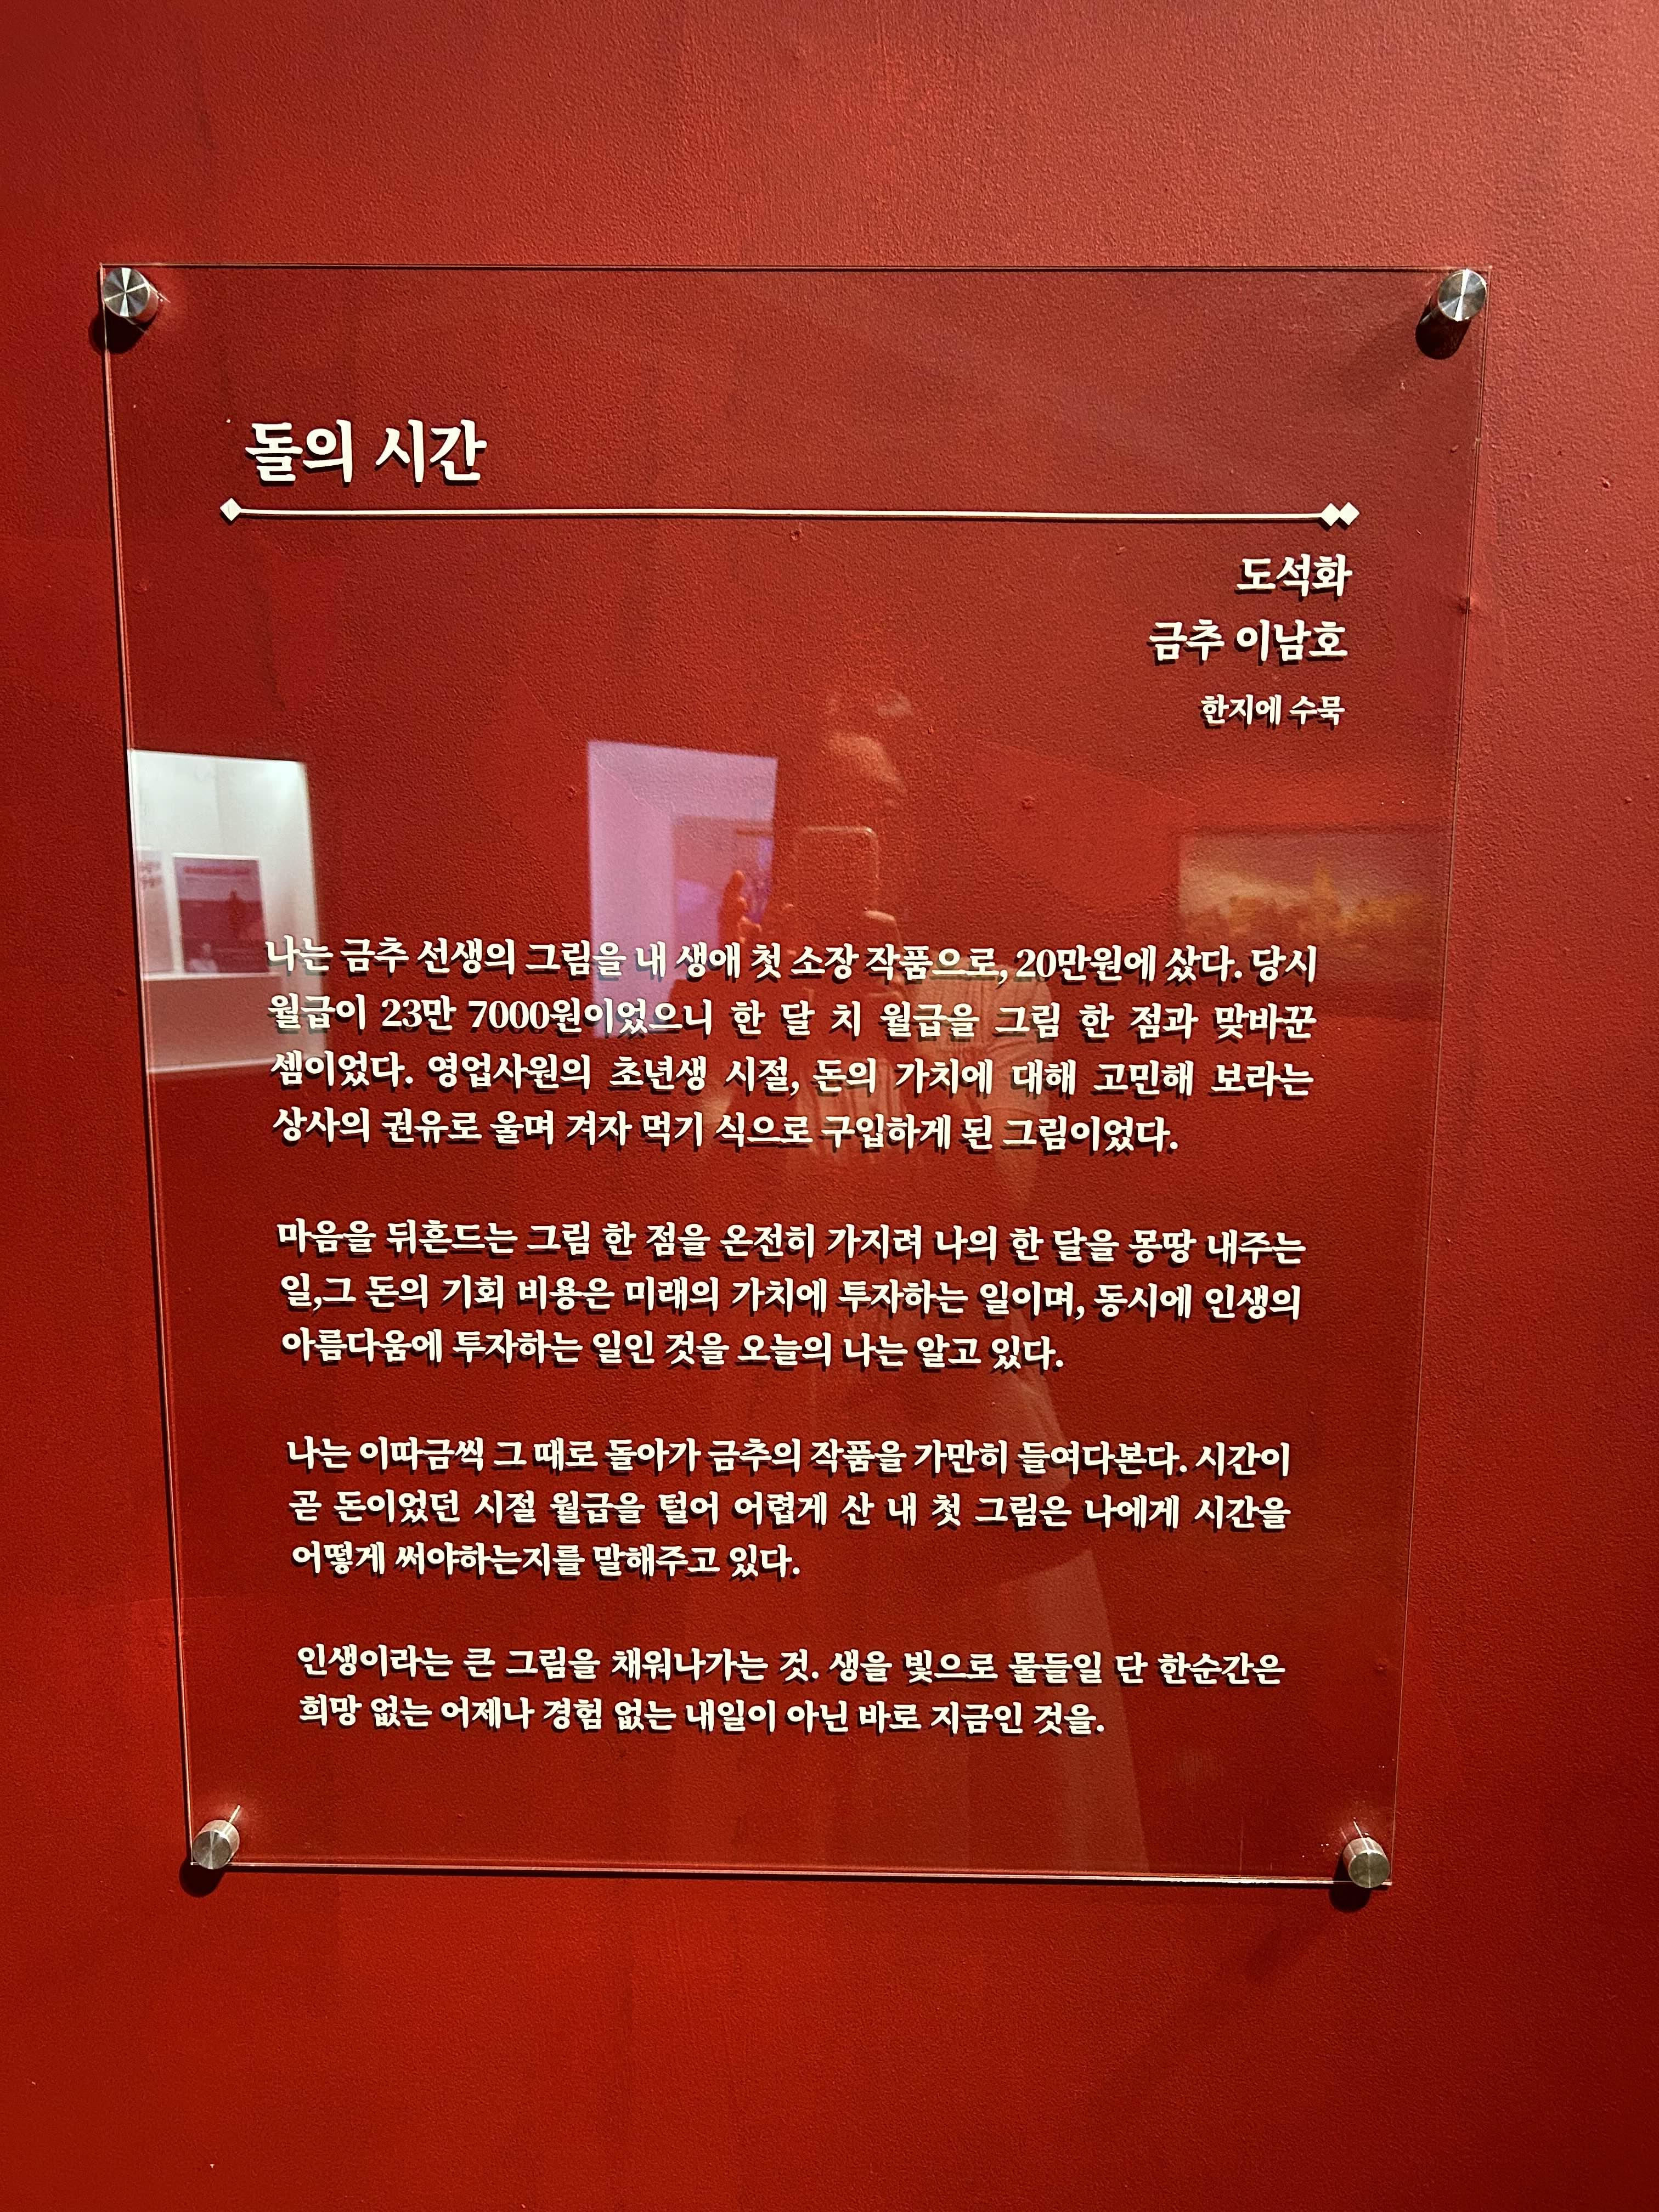 돌의 시간
도석화
금추 이남호
한지에 수묵
나는 금추 선생의 그림을 내 생애 첫 소장 작품으로, 20만원에 샀다. 당시
월급이 23만 7000원이었으니 한 달 치 월급을 그림 한 점과 맞바꾼
셈이었다. 영업사원의 초년생 시절, 돈의 가치에 대해 고민해 보라는
상사의 권유로 울며 겨자 먹기 식으로 구입하게 된 그림이었다.
마음을 뒤흔드는 그림 한 점을 온전히 가지려 나의 한 달을 몽땅 내주는
일,그 돈의 기회 비용은 미래의 가치에 투자하는 일이며, 동시에 인생의
아름다움에 투자하는 일인 것을 오늘의 나는 알고 있다.
나는 이따금씩 그 때로 돌아가 금추의 작품을 가만히 들여다본다. 시간이
곧 돈이었던 시절 월급을 털어 어렵게 산 내 첫 그림은 나에게 시간을
어떻게 써야하는지를 말해주고 있다.
인생이라는 큰 그림을 채워나가는 것. 생을 빛으로 물들일 단 한순간은
희망 없는 어제나 경험 없는 내일이 아닌 바로 지금인 것을.